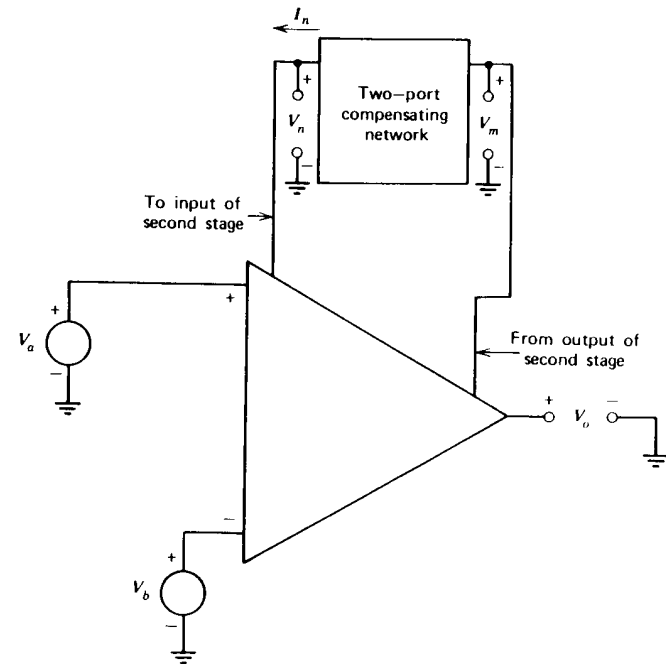 I_n
+
+
Two–port
compensating
network
V_n
V_m
−
−
To input of
second stage
+
+
V_a
−
From output of
second stage
+
−
V_o
−
+
V_b
−